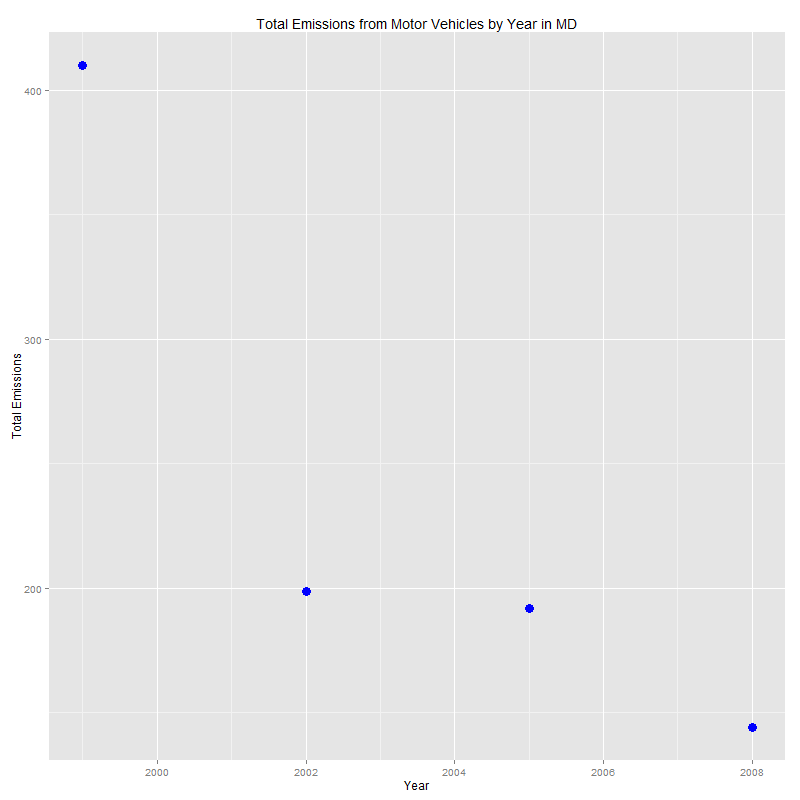 Total Emissions from Motor Vehicles by Year in MD
400
300
200
Total Emissions
2000 2002 2004 2006 2008
Year